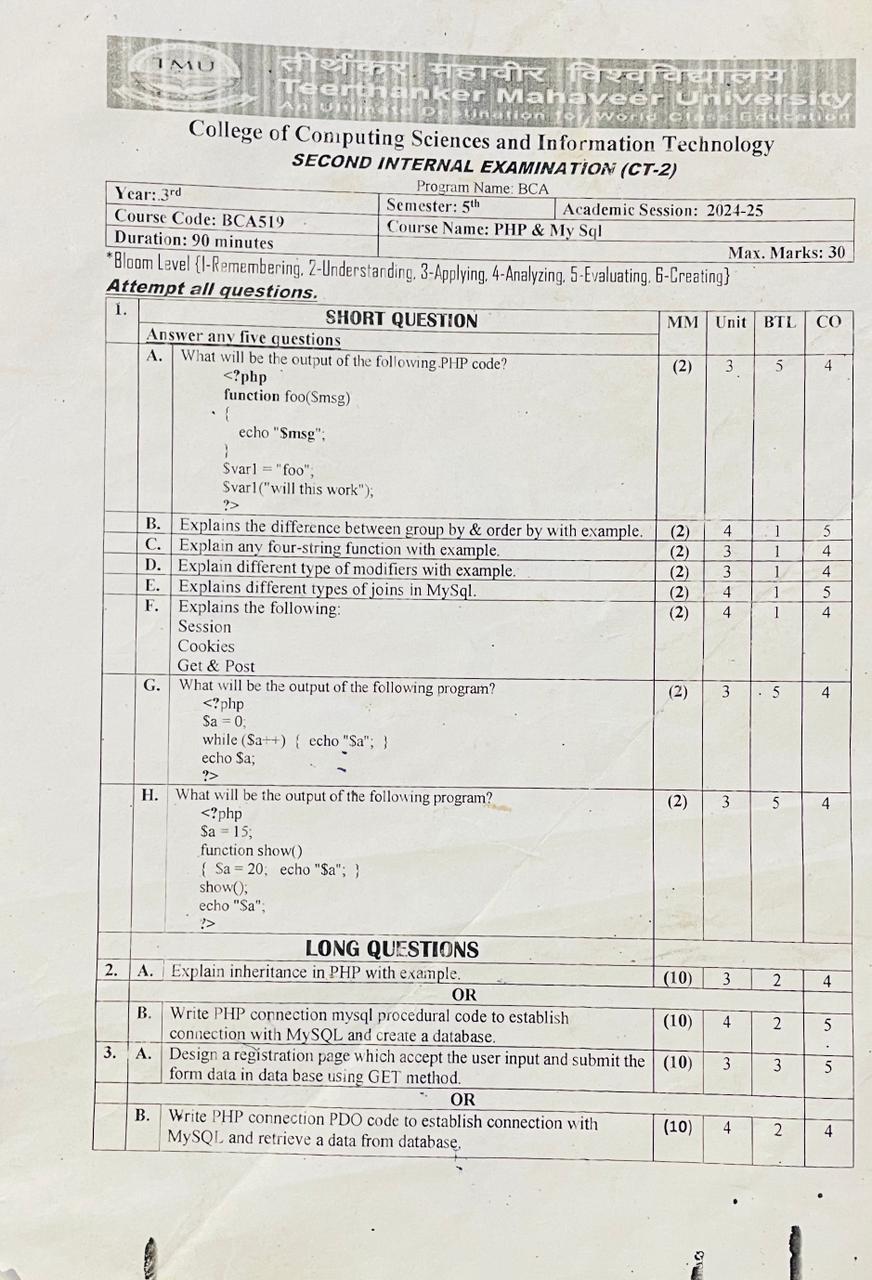 TMU
तीर्थंकर महावीर विश्वविद्यालय
Teerthanker Mahaveer University
An Ultimate Destination for World Class Education
College of Computing Sciences and Information Technology
SECOND INTERNAL EXAMINATION (CT-2)
Program Name: BCA
Year: 3rd Semester: 5th Academic Session: 2024-25
Course Code: BCA519 Course Name: PHP & My Sql
Duration: 90 minutes Max. Marks: 30
*Bloom Level {1-Remembering, 2-Understanding, 3-Applying, 4-Analyzing, 5-Evaluating, 6-Creating}
Attempt all questions.
1. SHORT QUESTION MM Unit BTL CO
Answer any five questions
A. What will be the output of the following PHP code? (2) 3 5 4
<?php
function foo($msg)
{
echo "$msg";
}
$var1 = "foo";
$var1("will this work");
?>
B. Explains the difference between group by & order by with example. (2) 4 1 5
C. Explain any four-string function with example. (2) 3 1 4
D. Explain different type of modifiers with example. (2) 3 1 4
E. Explains different types of joins in MySql. (2) 4 1 5
F. Explains the following: (2) 4 1 4
Session
Cookies
Get & Post
G. What will be the output of the following program? (2) 3 5 4
<?php
$a = 0;
while ($a++) { echo "$a"; }
echo $a;
?>
H. What will be the output of the following program? (2) 3 5 4
<?php
$a = 15;
function show()
{ $a = 20; echo "$a"; }
show();
echo "$a";
?>
LONG QUESTIONS
2. A. Explain inheritance in PHP with example. (10) 3 2 4
OR
B. Write PHP connection mysql procedural code to establish (10) 4 2 5
connection with MySQL and create a database.
3. A. Design a registration page which accept the user input and submit the (10) 3 3 5
form data in data base using GET method.
OR
B. Write PHP connection PDO code to establish connection with (10) 4 2 4
MySQL and retrieve a data from database.